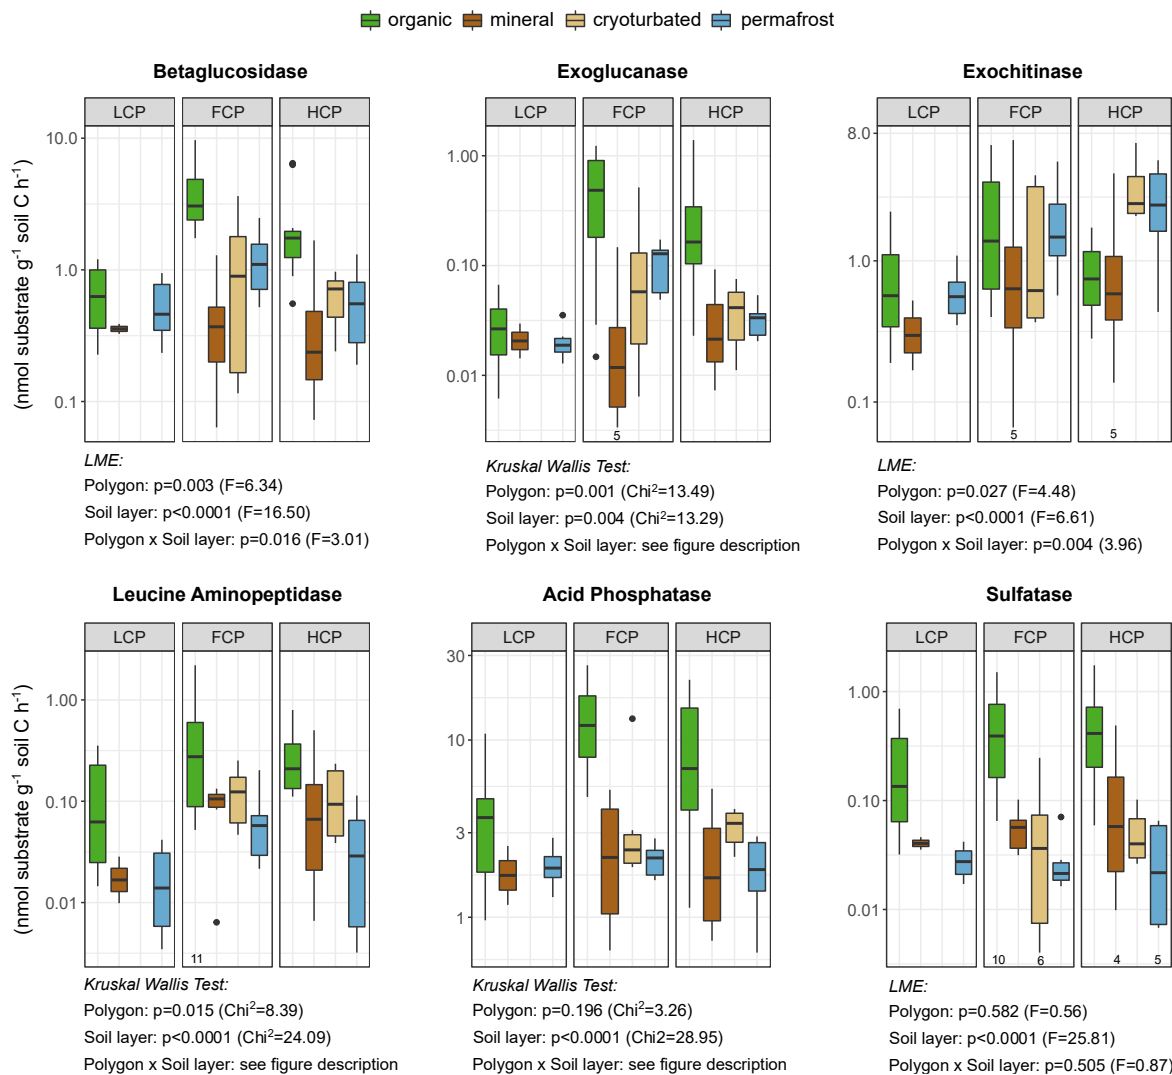 organic mineral cryoturbated permafrost
Betaglucosidase Exoglucanase Exochitinase
LCP FCP HCP LCP FCP HCP LCP FCP HCP
(nmol substrate g⁻¹ soil C h⁻¹)
10.0
1.0
0.1
1.00
0.10
0.01
5
8.0
1.0
0.1
5 5
LME:
Polygon: p=0.003 (F=6.34)
Soil layer: p<0.0001 (F=16.50)
Polygon x Soil layer: p=0.016 (F=3.01)
Kruskal Wallis Test:
Polygon: p=0.001 (Chi²=13.49)
Soil layer: p=0.004 (Chi²=13.29)
Polygon x Soil layer: see figure description
LME:
Polygon: p=0.027 (F=4.48)
Soil layer: p<0.0001 (F=6.61)
Polygon x Soil layer: p=0.004 (3.96)
Leucine Aminopeptidase Acid Phosphatase Sulfatase
LCP FCP HCP LCP FCP HCP LCP FCP HCP
(nmol substrate g⁻¹ soil C h⁻¹)
1.00
0.10
0.01
11
30
10
3
1
1.00
0.10
0.01
10 6 4 5
Kruskal Wallis Test:
Polygon: p=0.015 (Chi²=8.39)
Soil layer: p<0.0001 (Chi²=24.09)
Polygon x Soil layer: see figure description
Kruskal Wallis Test:
Polygon: p=0.196 (Chi²=3.26)
Soil layer: p<0.0001 (Chi2=28.95)
Polygon x Soil layer: see figure description
LME:
Polygon: p=0.582 (F=0.56)
Soil layer: p<0.0001 (F=25.81)
Polygon x Soil layer: p=0.505 (F=0.87)